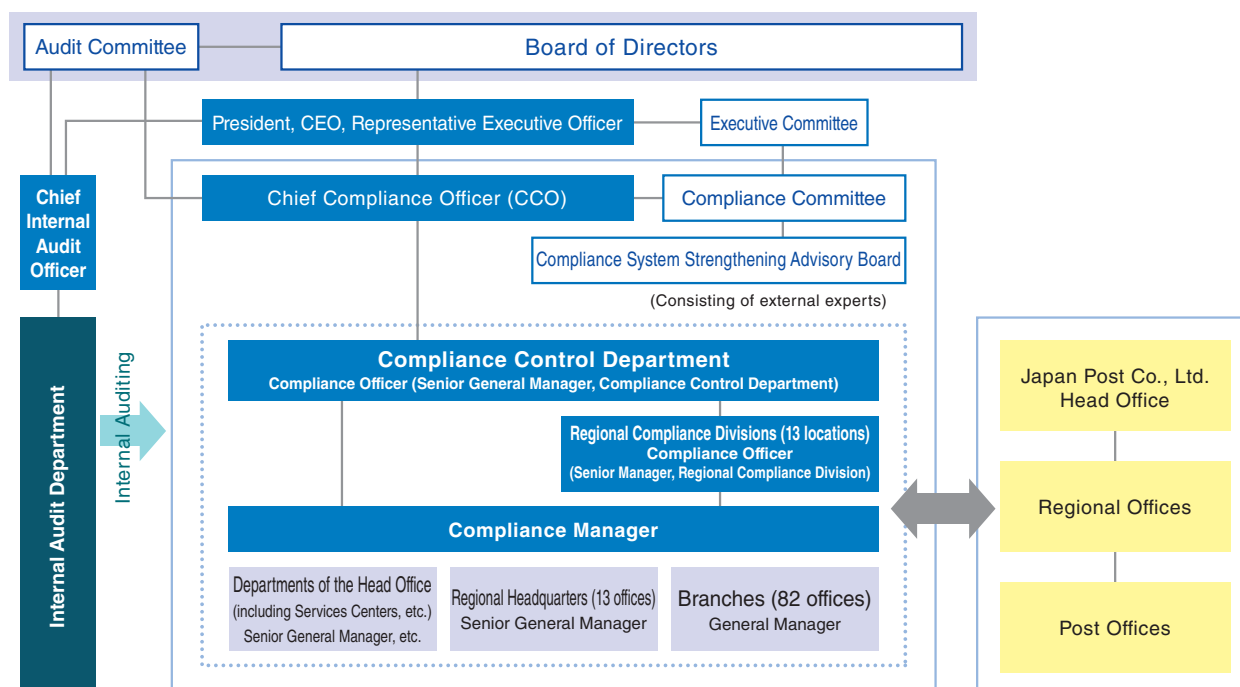 Audit Committee
Board of Directors
President, CEO, Representative Executive Officer
Executive Committee
Chief
Internal
Audit
Officer
Chief Compliance Officer (CCO)
Compliance Committee
Compliance System Strengthening Advisory Board
(Consisting of external experts)
Internal Audit Department
Internal Auditing
Compliance Control Department
Compliance Officer (Senior General Manager, Compliance Control Department)
Regional Compliance Divisions (13 locations)
Compliance Officer
(Senior Manager, Regional Compliance Division)
Compliance Manager
Departments of the Head Office
(including Services Centers, etc.)
Senior General Manager, etc.
Regional Headquarters (13 offices)
Senior General Manager
Branches (82 offices)
General Manager
Japan Post Co., Ltd.
Head Office
Regional Offices
Post Offices